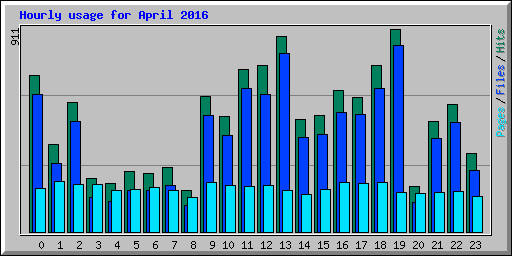 Hourly usage for April 2016
911
Pages/Files/Hits
0 1 2 3 4 5 6 7 8 9 10 11 12 13 14 15 16 17 18 19 20 21 22 23